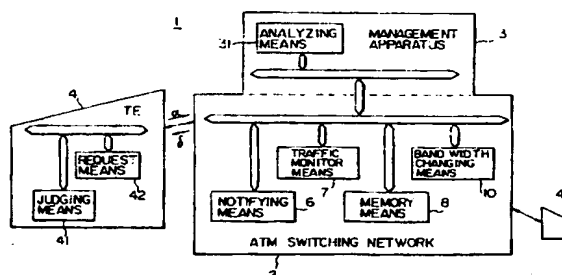 1
ANALYZING
MEANS
31
MANAGEMENT
APPARATUS
3
4
TE
α
δ
REQUEST
MEANS
42
JUDGING
MEANS
41
TRAFFIC
MONITOR
MEANS
7
BAND WIDTH
CHANGING
MEANS
10
NOTIFYING
MEANS
6
MEMORY
MEANS
8
4
ATM SWITCHING NETWORK